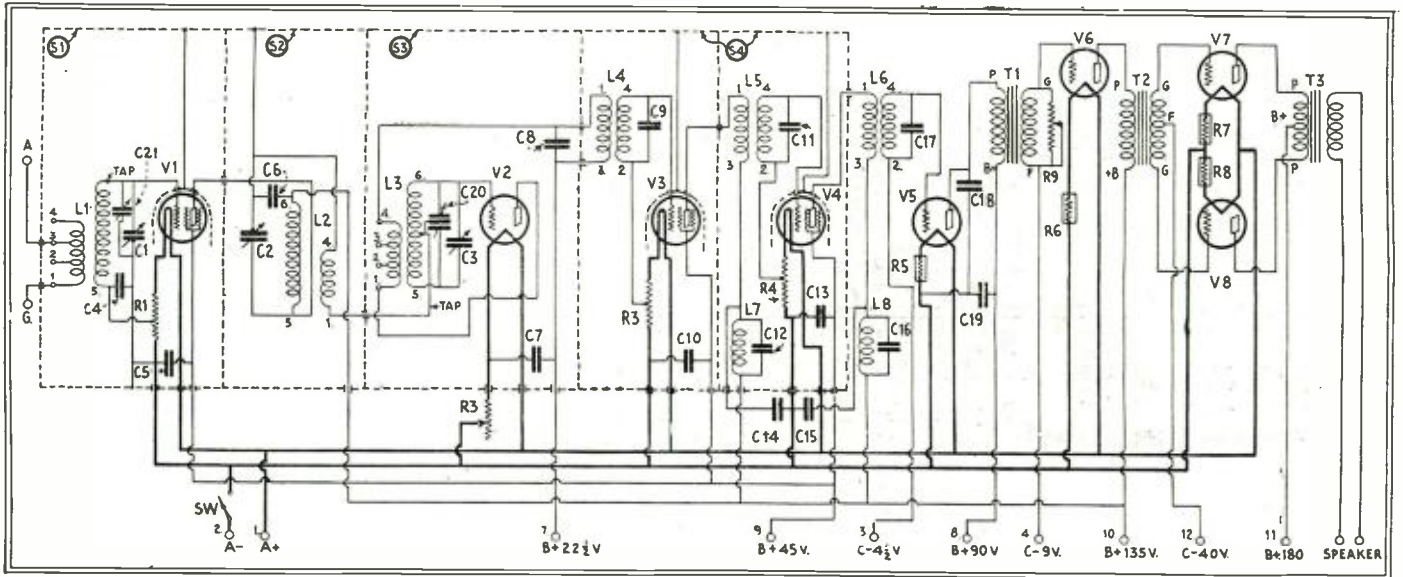 S1
S2
S3
S4
A
G
4
3
2
1
L1
TAP
C21
V1
C1
5
C4
R1
C5
C6
6
C2
L2
4
5
1
4
3
2
1
L3
6
5
TAP
C20
C3
V2
C7
R3
C8
L4
1
4
3
2
C9
V3
R3
C10
L5
1
4
3
2
C11
V4
R4
C13
L7
C12
C14
C15
L6
1
4
3
2
C17
L8
C16
V5
R5
C18
C19
P
T1
G
B+
F
R9
V6
R6
P
T2
G
F
+B
G
V7
R7
R8
V8
P
T3
B+
P
SW
2
A-
1
A+
7
B+22½V
9
B+45V.
3
C-4½V
8
B+90V
4
C-9V.
10
B+135V.
12
C-40V.
11
B+180
SPEAKER